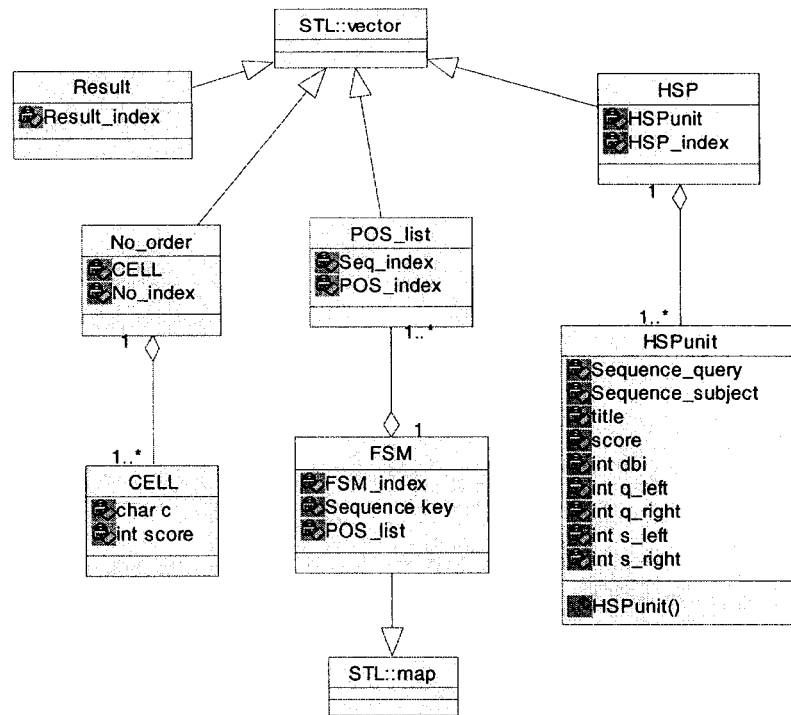 STL::vector
Result
Result_index
HSP
HSPunit
HSP_index
1
1..*
No_order
CELL
No_index
1
1..*
POS_list
Seq_index
POS_index
1..*
1
HSPunit
Sequence_query
Sequence_subject
title
score
int dbi
int q_left
int q_right
int s_left
int s_right
HSPunit()
CELL
char c
int score
FSM
FSM_index
Sequence key
POS_list
STL::map